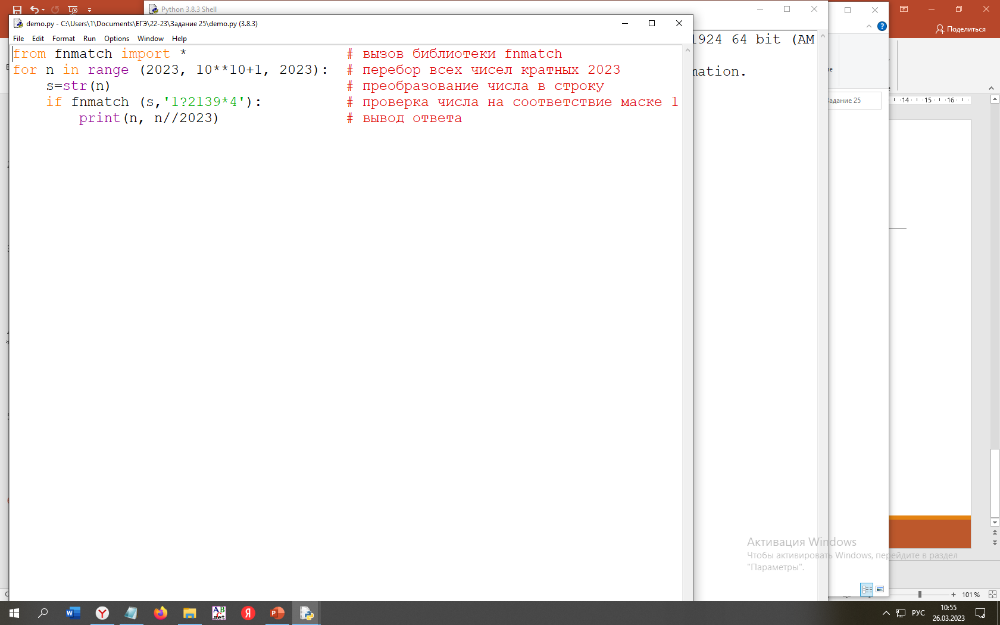 Python 3.8.3 Shell
demo.py - C:\Users\1\Documents\ЕГЭ\22-23\Задание 25\demo.py (3.8.3)
Поделиться
File Edit Format Run Options Window Help
1924 64 bit (AM
mation.
from fnmatch import * # вызов библиотеки fnmatch
for n in range (2023, 10**10+1, 2023): # перебор всех чисел кратных 2023
s=str(n) # преобразование числа в строку
if fnmatch (s,'1?2139*4'): # проверка числа на соответствие маске 1
print(n, n//2023) # вывод ответа
Задание 25
14 15 16
Активация Windows
Чтобы активировать Windows, перейдите в раздел
"Параметры".
101 %
РУС
10:55
26.03.2023